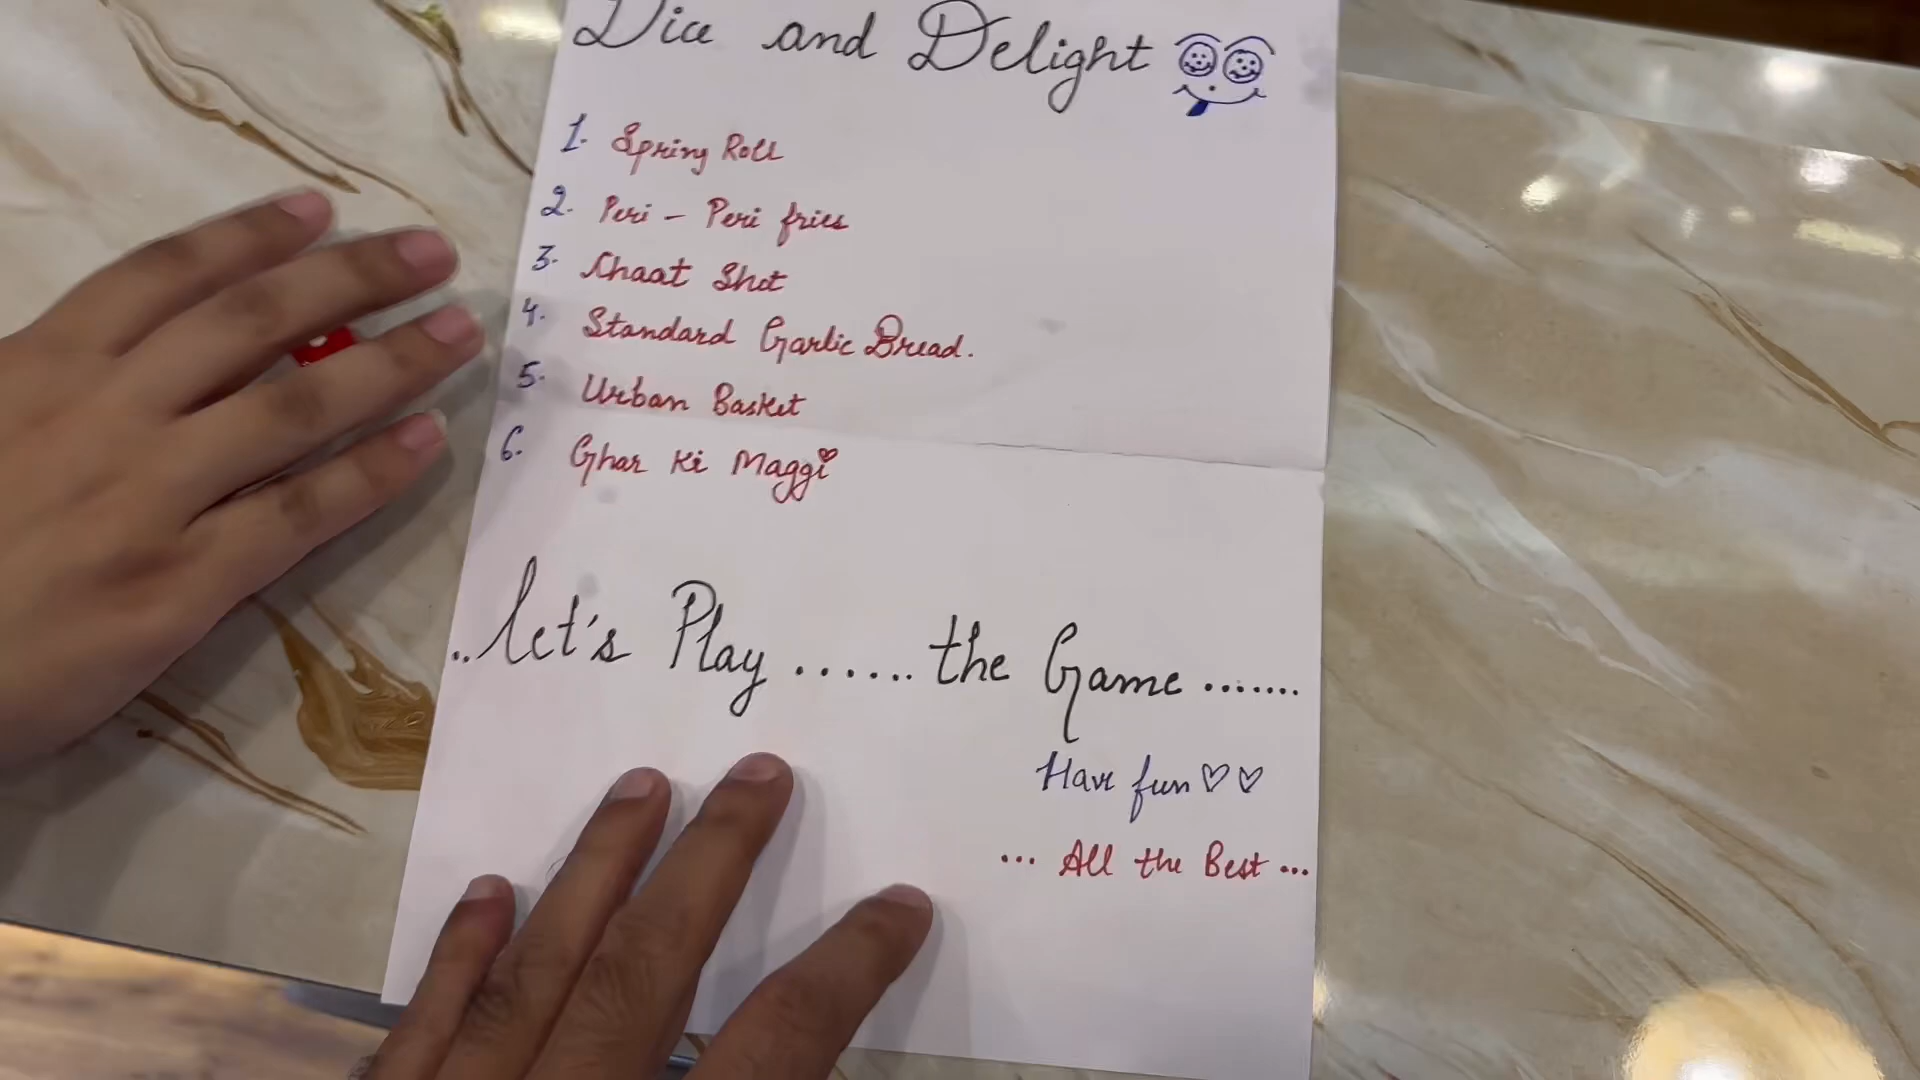 Dice and Delight
1. Spring Roll
2. Peri - Peri fries
3. Chaat Shot
4. Standard Garlic Bread.
5. Urban Basket
6. Ghar Ki Maggi
..Let's Play ...... the Game .......
Have fun ♡ ♡
... All the Best ...